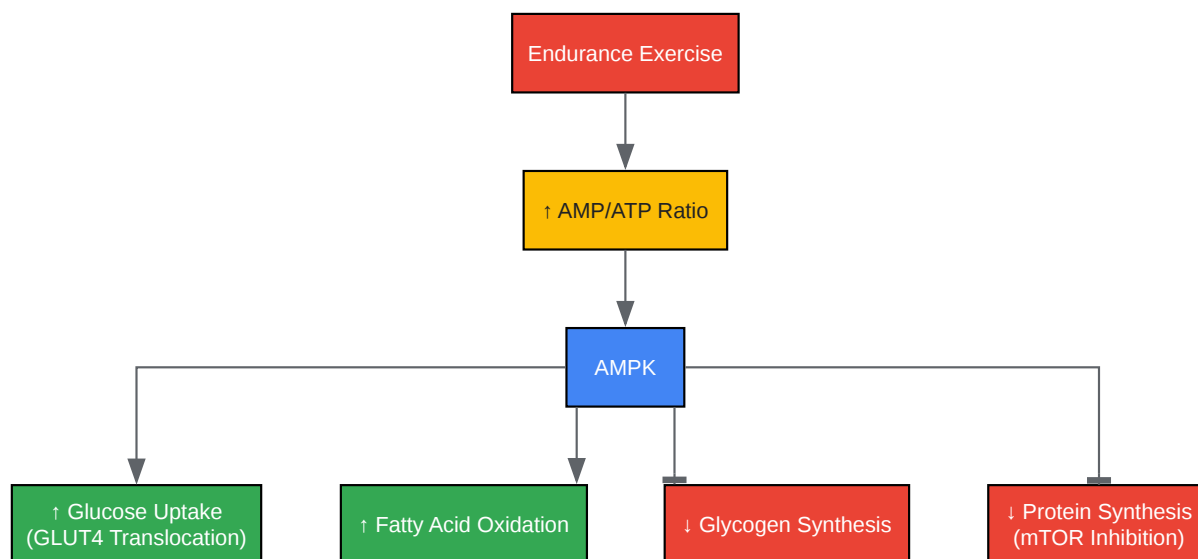 Endurance Exercise
↑ AMP/ATP Ratio
AMPK
↑ Glucose Uptake
(GLUT4 Translocation)
↑ Fatty Acid Oxidation
↓ Glycogen Synthesis
↓ Protein Synthesis
(mTOR Inhibition)